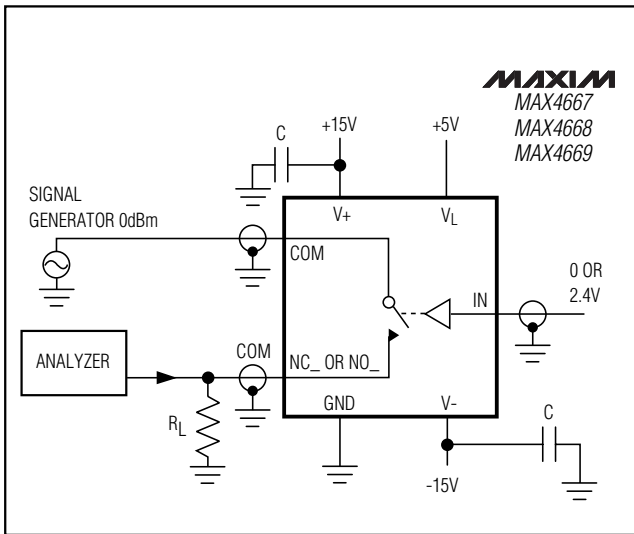 MAXIM
MAX4667
MAX4668
MAX4669
+15V
+5V
C
SIGNAL
GENERATOR 0dBm
V+
VL
COM
0 OR
2.4V
IN
COM
NC_ OR NO_
ANALYZER
RL
GND
V-
C
-15V